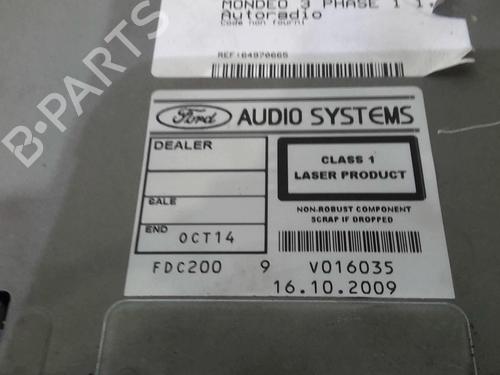 MONDEO 3 PHASE 1 1.
Autoradio
Code non fourni
REF:64970665
B-PARTS
Ford AUDIO SYSTEMS
DEALER
SALE
END OCT14
CLASS 1
LASER PRODUCT
NON-ROBUST COMPONENT
SCRAP IF DROPPED
FDC200 9 V016035
16.10.2009